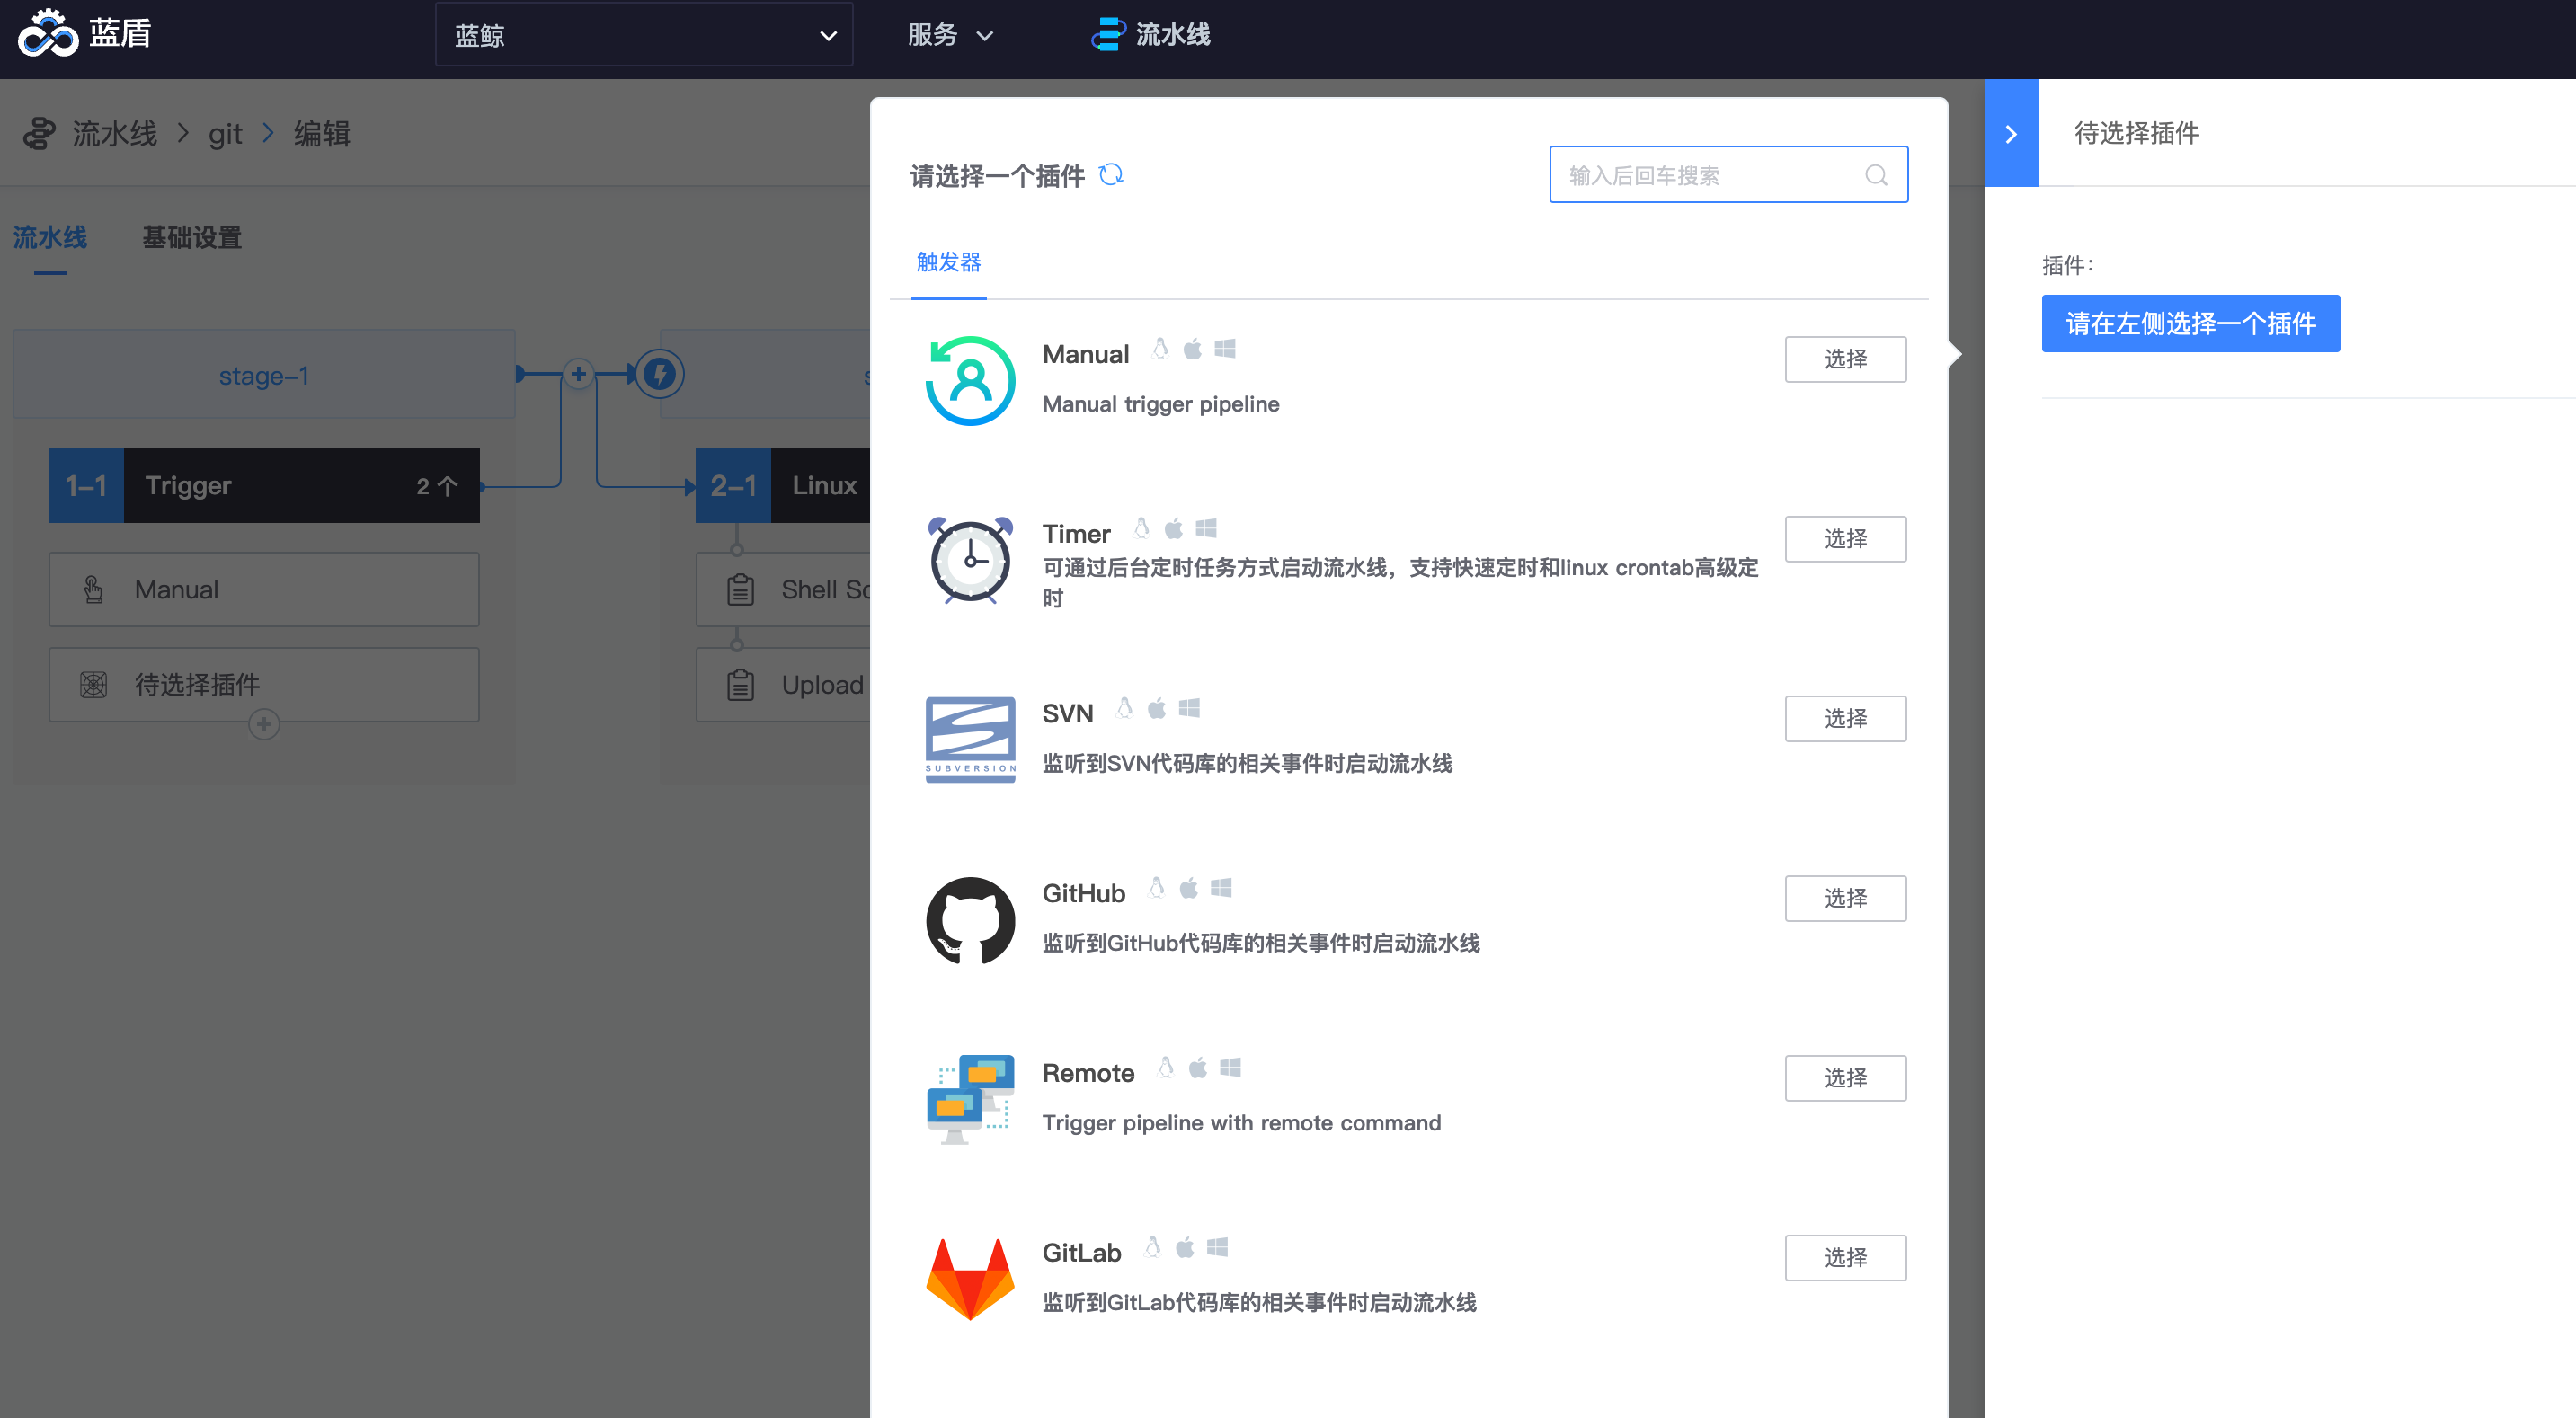 蓝盾
蓝鲸
服务
流水线
流水线 > git > 编辑
流水线
基础设置
stage-1
1-1
Trigger
2 个
Manual
待选择插件
2-1
Linux
Shell Sc
Upload
请选择一个插件
输入后回车搜索
触发器
Manual
选择
Manual trigger pipeline
Timer
选择
可通过后台定时任务方式启动流水线，支持快速定时和linux crontab高级定
时
SVN
选择
SUBVERSION
监听到SVN代码库的相关事件时启动流水线
GitHub
选择
监听到GitHub代码库的相关事件时启动流水线
Remote
选择
Trigger pipeline with remote command
GitLab
选择
监听到GitLab代码库的相关事件时启动流水线
待选择插件
插件：
请在左侧选择一个插件